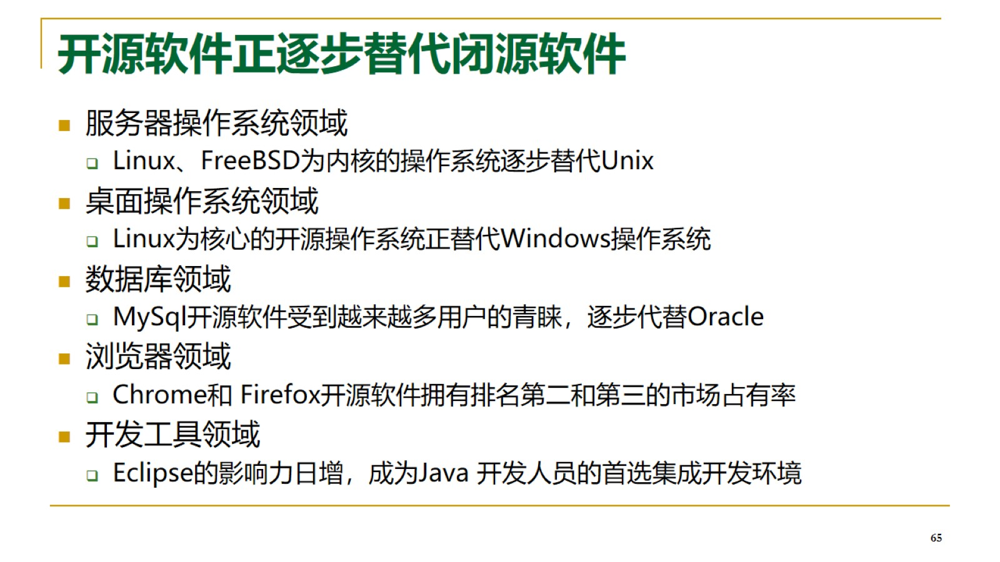 开源软件正逐步替代闭源软件
服务器操作系统领域
Linux、FreeBSD为内核的操作系统逐步替代Unix
桌面操作系统领域
Linux为核心的开源操作系统正替代Windows操作系统
数据库领域
MySql开源软件受到越来越多用户的青睐，逐步代替Oracle
浏览器领域
Chrome和 Firefox开源软件拥有排名第二和第三的市场占有率
开发工具领域
Eclipse的影响力日增，成为Java 开发人员的首选集成开发环境
65